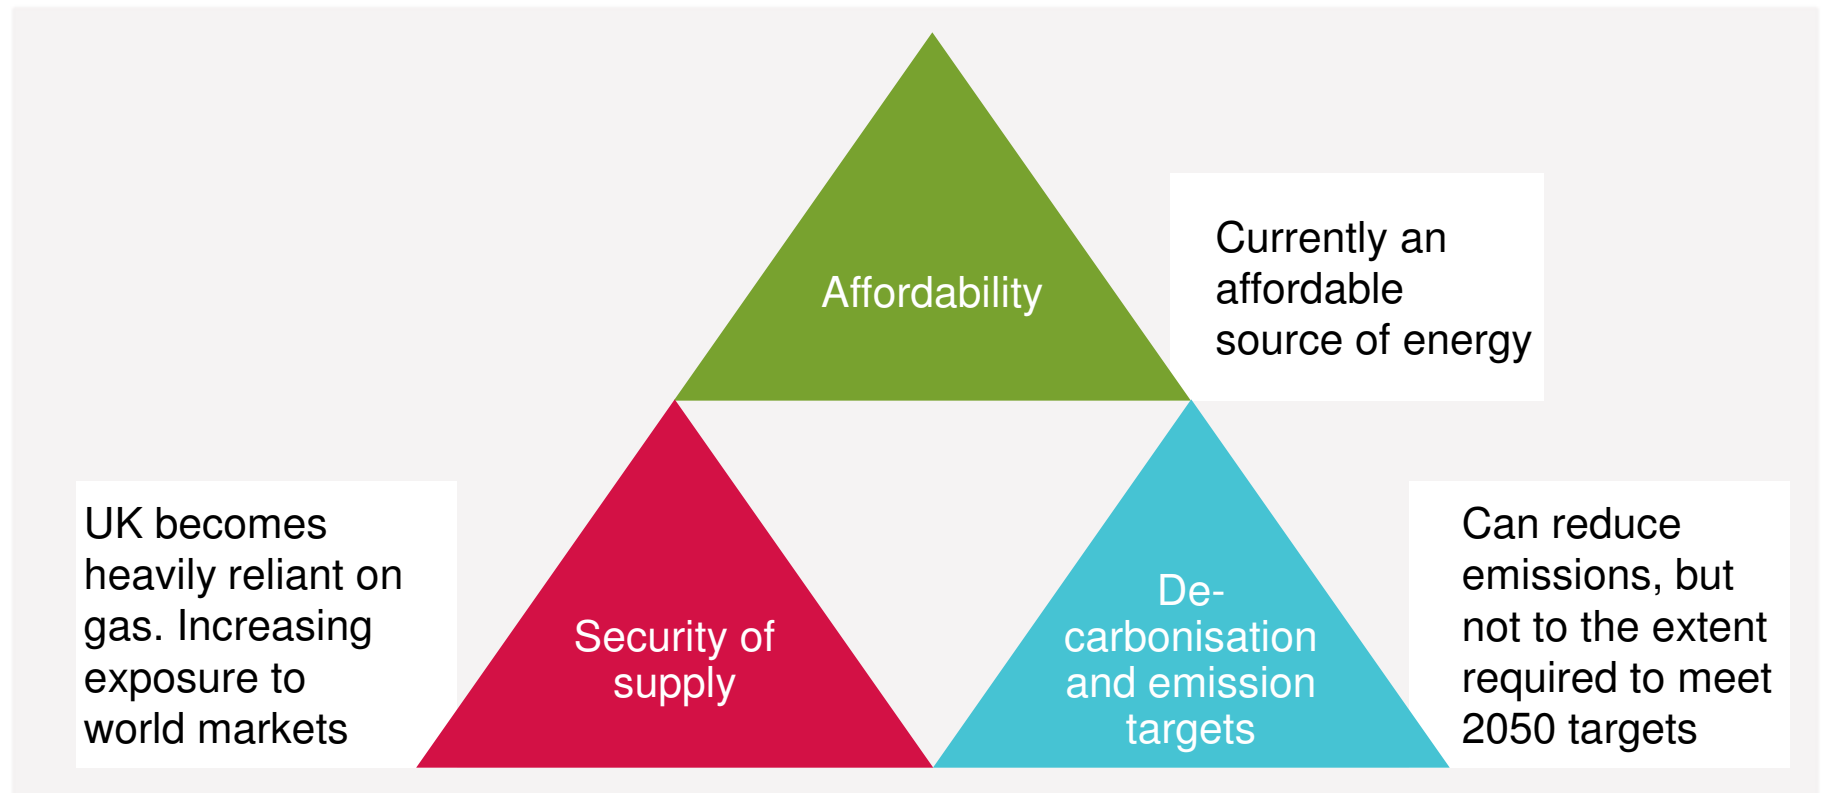 Affordability
Currently an
affordable
source of energy
UK becomes
heavily reliant on
gas. Increasing
exposure to
world markets
Security of
supply
De-
carbonisation
and emission
targets
Can reduce
emissions, but
not to the extent
required to meet
2050 targets